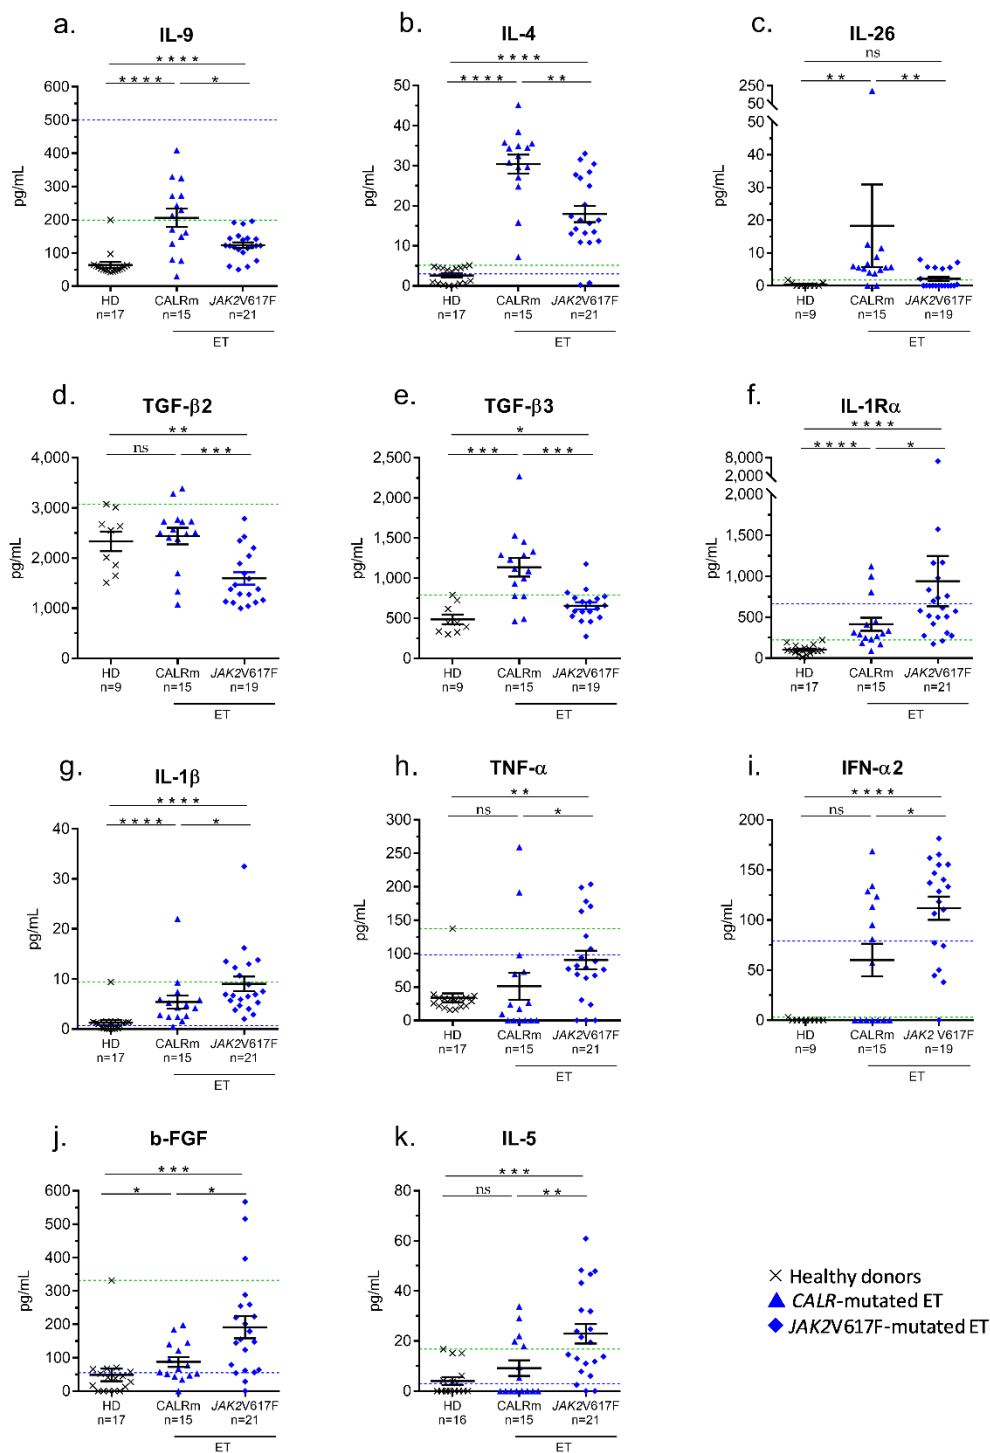 a.
IL-9
****
**** *
pg/mL
600
500
400
300
200
100
0
HD CALRm JAK2V617F
n=17 n=15 n=21
ET
b.
IL-4
****
**** **
pg/mL
50
40
30
20
10
0
HD CALRm JAK2V617F
n=17 n=15 n=21
ET
c.
IL-26
ns
** **
pg/mL
250
50
50
30
20
10
0
HD CALRm JAK2V617F
n=9 n=15 n=19
ET
d.
TGF-β2
**
ns ***
pg/mL
4,000
3,000
2,000
1,000
0
HD CALRm JAK2V617F
n=9 n=15 n=19
ET
e.
TGF-β3
*
*** ***
pg/mL
2,500
2,000
1,500
1,000
500
0
HD CALRm JAK2V617F
n=9 n=15 n=19
ET
f.
IL-1Rα
****
**** *
pg/mL
8,000
2,000
2,000
1,500
1,000
500
0
HD CALRm JAK2V617F
n=17 n=15 n=21
ET
g.
IL-1β
****
**** *
pg/mL
40
30
20
10
0
HD CALRm JAK2V617F
n=17 n=15 n=21
ET
h.
TNF-α
**
ns *
pg/mL
300
250
200
150
100
50
0
HD CALRm JAK2V617F
n=17 n=15 n=21
ET
i.
IFN-α2
****
ns *
pg/mL
200
150
100
50
0
HD CALRm JAK2 V617F
n=9 n=15 n=19
ET
j.
b-FGF
***
* *
pg/mL
600
500
400
300
200
100
0
HD CALRm JAK2V617F
n=17 n=15 n=21
ET
k.
IL-5
***
ns **
pg/mL
80
60
40
20
0
HD CALRm JAK2V617F
n=16 n=15 n=21
ET
Healthy donors
CALR-mutated ET
JAK2V617F-mutated ET